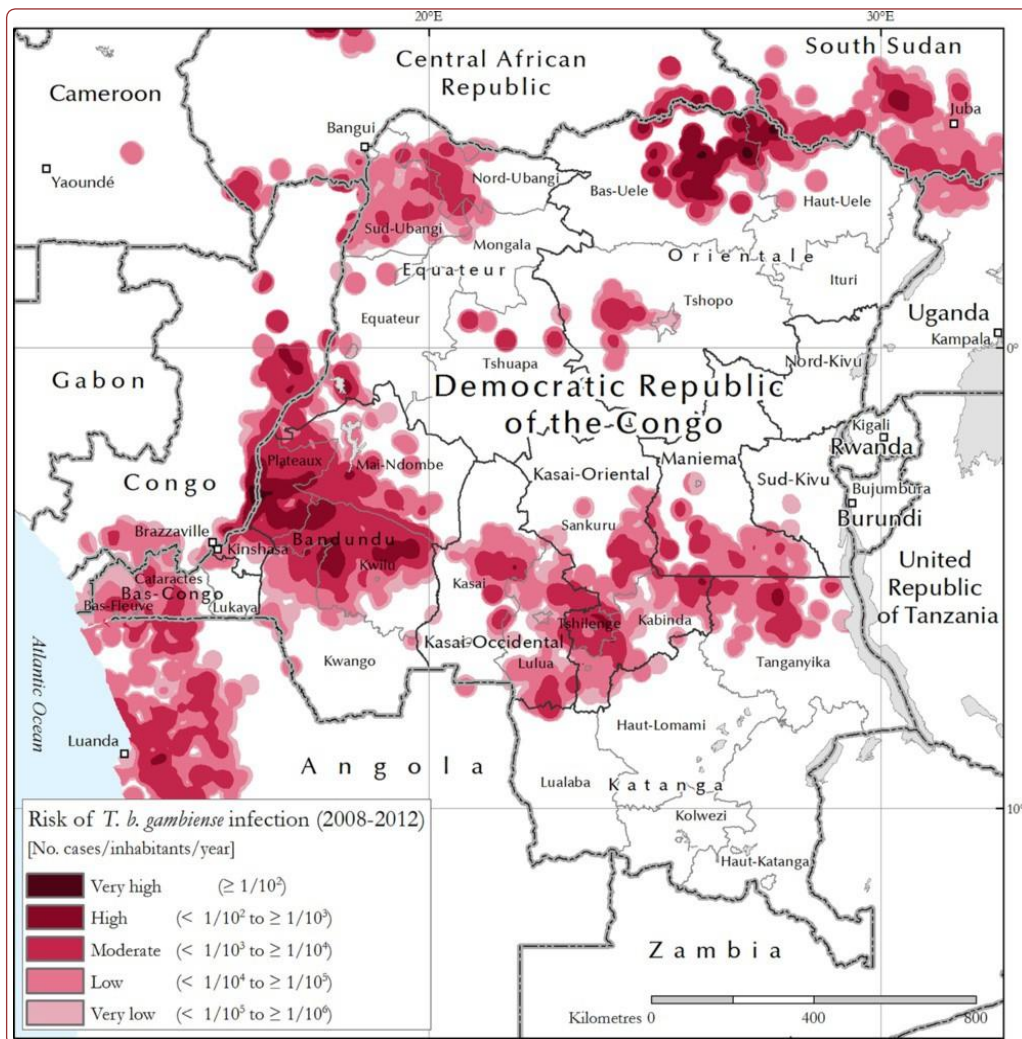 20°E
30°E
South Sudan
Central African
Republic
Cameroon
Juba
Bangui
Yaoundé
Nord-Ubangi
Bas-Uele
Haut-Uele
Sud-Ubangi
Mongala
Orientale
Equateur
Ituri
Tshopo
Uganda
Equateur
Kampala
0°
Tshuapa
Nord-Kivu
Gabon
Democratic Republic
of the Congo
Kigali
Rwanda
Plateaux
Mai-Ndombe
Maniema
Kasai-Oriental
Sud-Kivu
Congo
Bujumbura
Burundi
Sankuru
Brazzaville
Kinshasa
Bandundu
Kwilu
United
Republic
of Tanzania
Cataractes
Bas-Congo
Bas-Fleuve
Lukaya
Kasai
Tshilenge
Kabinda
Kasai-Occidental
Kwango
Lulua
Tanganyika
Atlantic Ocean
Haut-Lomami
Luanda
Angola
Lualaba
Katanga
10°
Kolwezi
Haut-Katanga
Zambia
Risk of T. b. gambiense infection (2008-2012)
[No. cases/inhabitants/year]
Very high (≥ 1/10²)
High (< 1/10² to ≥ 1/10³)
Moderate (< 1/10³ to ≥ 1/10⁴)
Low (< 1/10⁴ to ≥ 1/10⁵)
Very low (< 1/10⁵ to ≥ 1/10⁶)
Kilometres 0 400 800